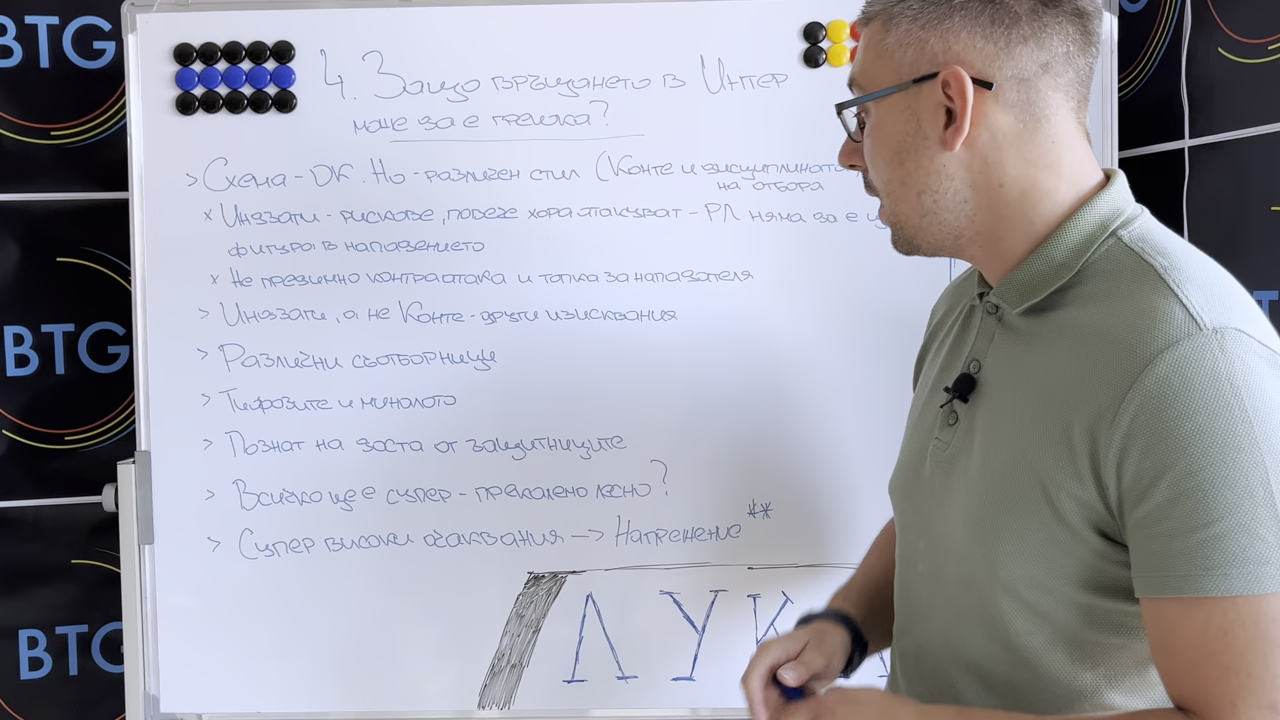 BTG
4. Защо връщането в Интер
може да е грешка?
> Схема - ОК. Но - различен стил (Конте и дисциплината
на отбора
x Индзаги - рискове, повече хора атакуват - РЛ няма да е
фигура в нападението
x Не предимно контраатака и топка за нападателя
> Индзаги, а не Конте - други изисквания
> Различни съотборници
> Тифозите и миналото
> Познат на доста от защитниците
> Всичко ще е супер - прекалено лесно?
> Супер високи очаквания -> Напрежение **
ЛУК
BTG
BTG